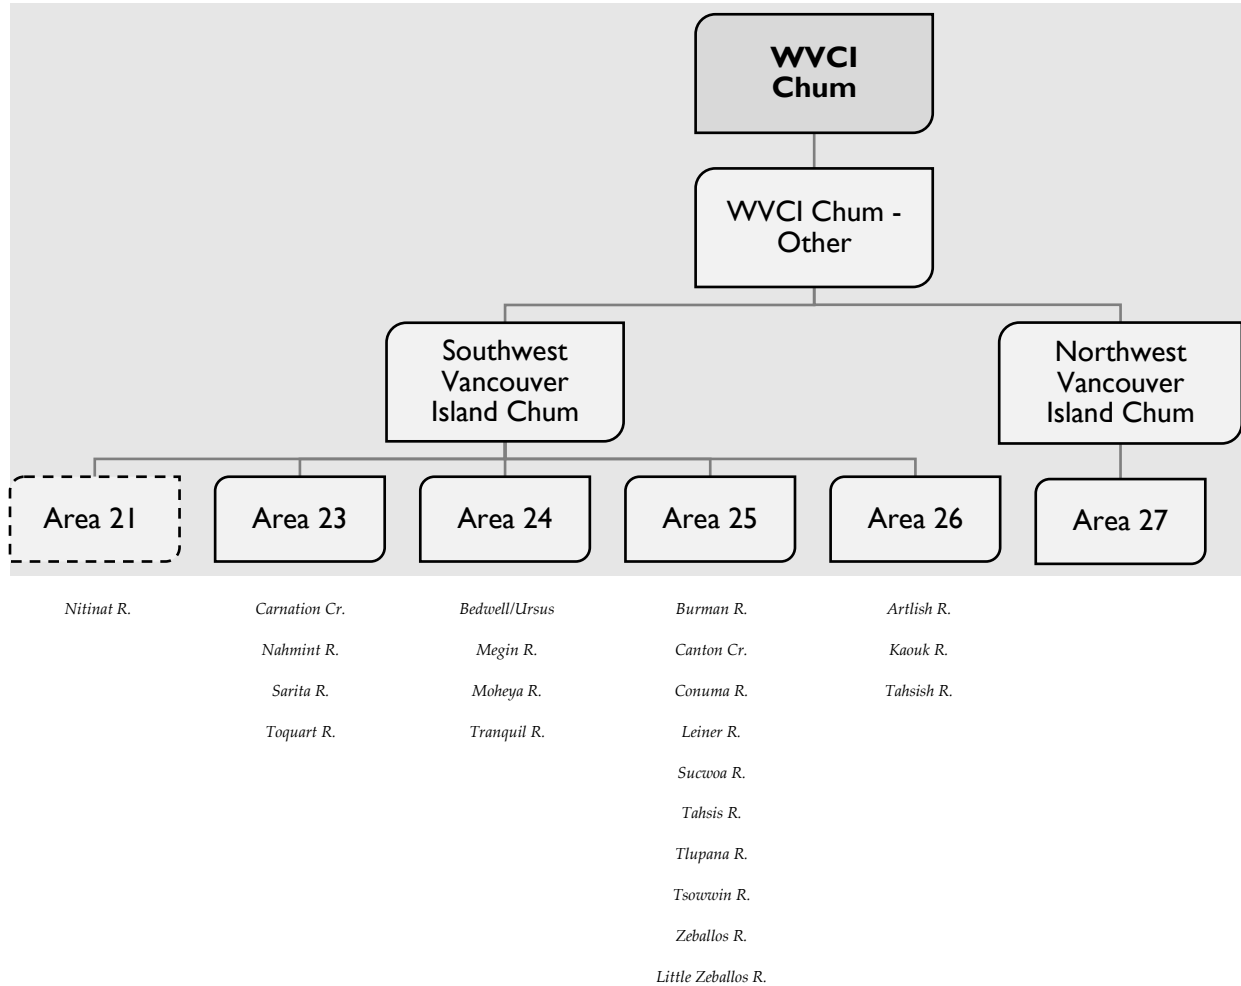 WVCI
Chum
WVCI Chum -
Other
Southwest
Vancouver
Island Chum
Northwest
Vancouver
Island Chum
Area 21
Area 23
Area 24
Area 25
Area 26
Area 27
Nitinat R.
Carnation Cr.
Bedwell/Ursus
Burman R.
Artlish R.
Nahmint R.
Megin R.
Canton Cr.
Kaouk R.
Sarita R.
Moheya R.
Conuma R.
Tahsish R.
Toquart R.
Tranquil R.
Leiner R.
Sucwoa R.
Tahsis R.
Tlupana R.
Tsowwin R.
Zeballos R.
Little Zeballos R.